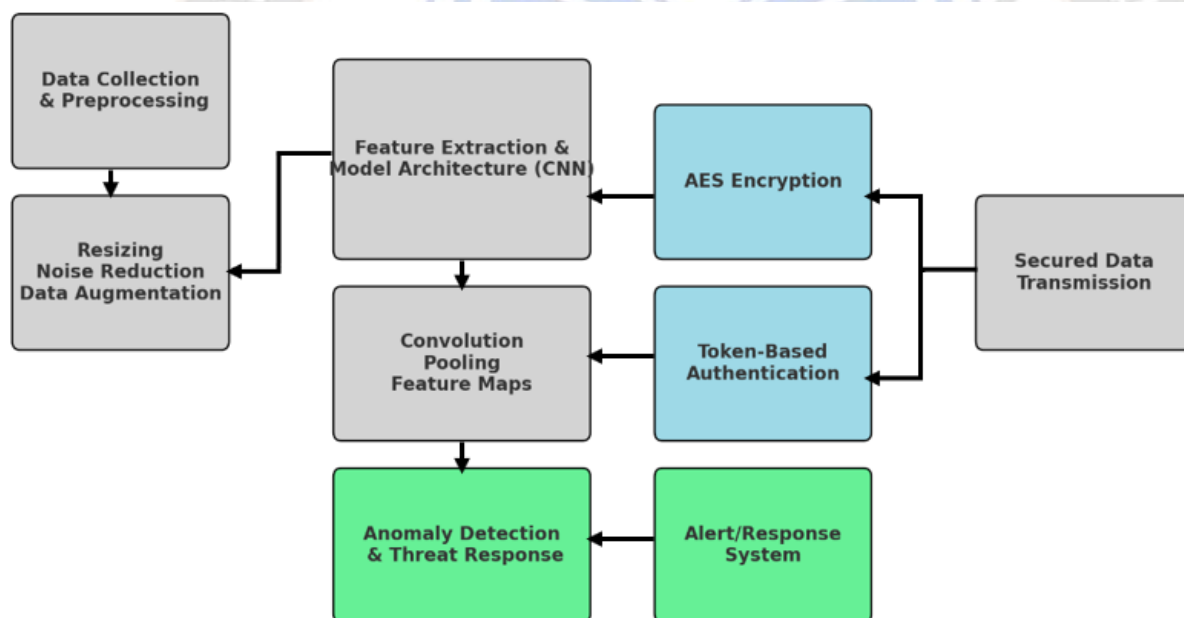 Data Collection
& Preprocessing
Resizing
Noise Reduction
Data Augmentation
Feature Extraction &
Model Architecture (CNN)
Convolution
Pooling
Feature Maps
Anomaly Detection
& Threat Response
AES Encryption
Token-Based
Authentication
Alert/Response
System
Secured Data
Transmission